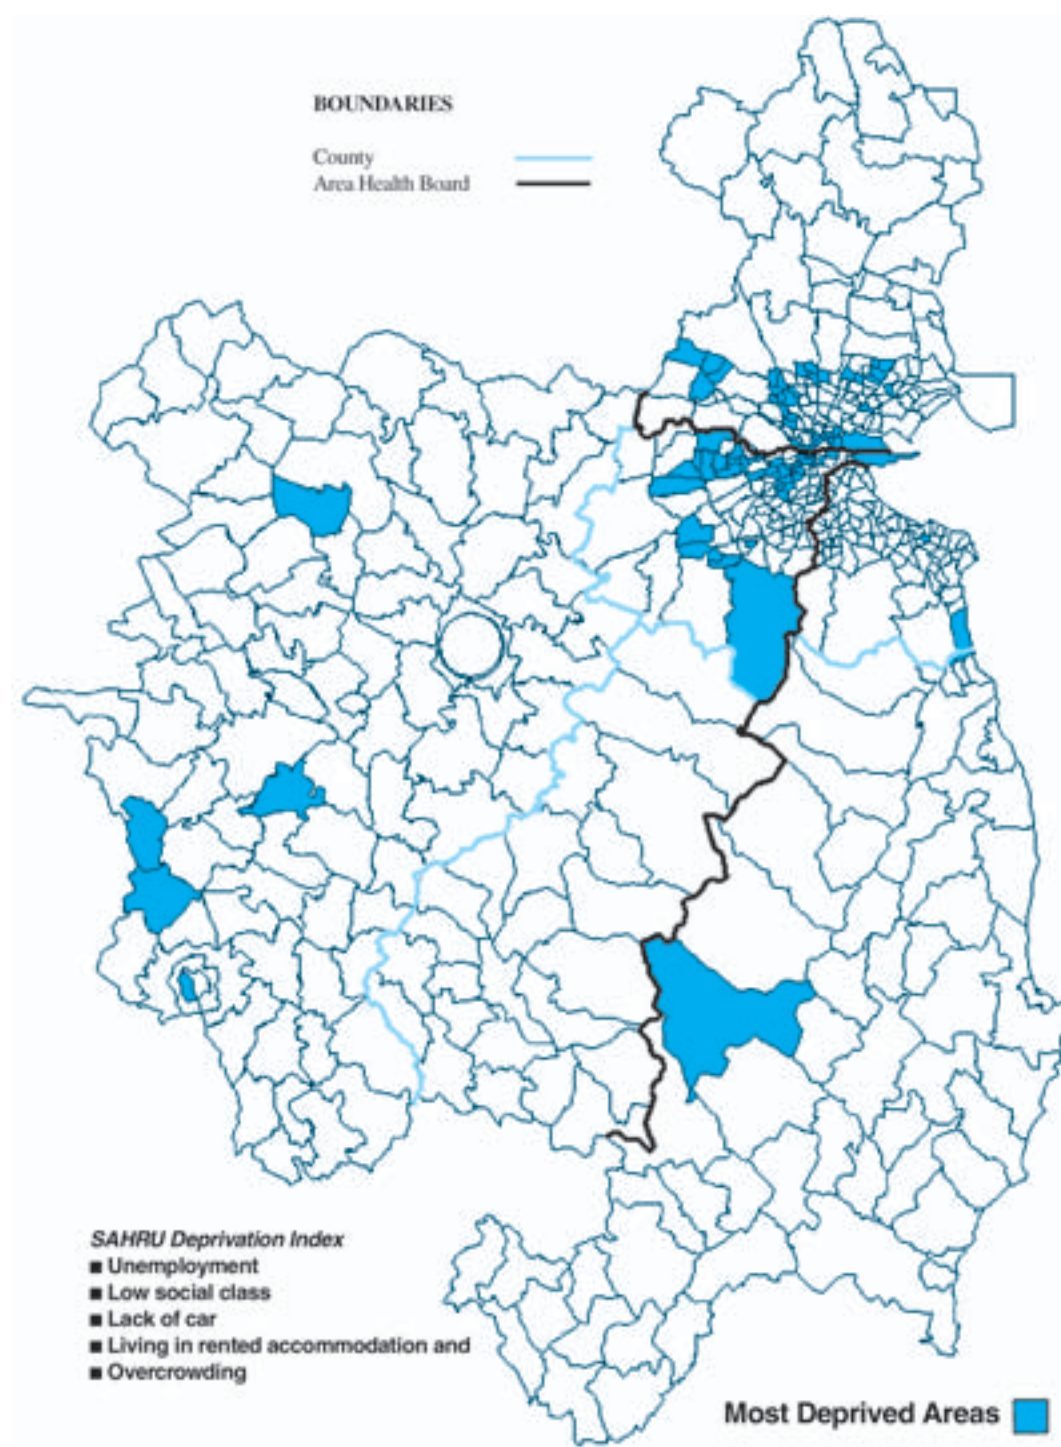 BOUNDARIES
County
Area Health Board
SAHRU Deprivation Index
■ Unemployment
■ Low social class
■ Lack of car
■ Living in rented accommodation and
■ Overcrowding
Most Deprived Areas